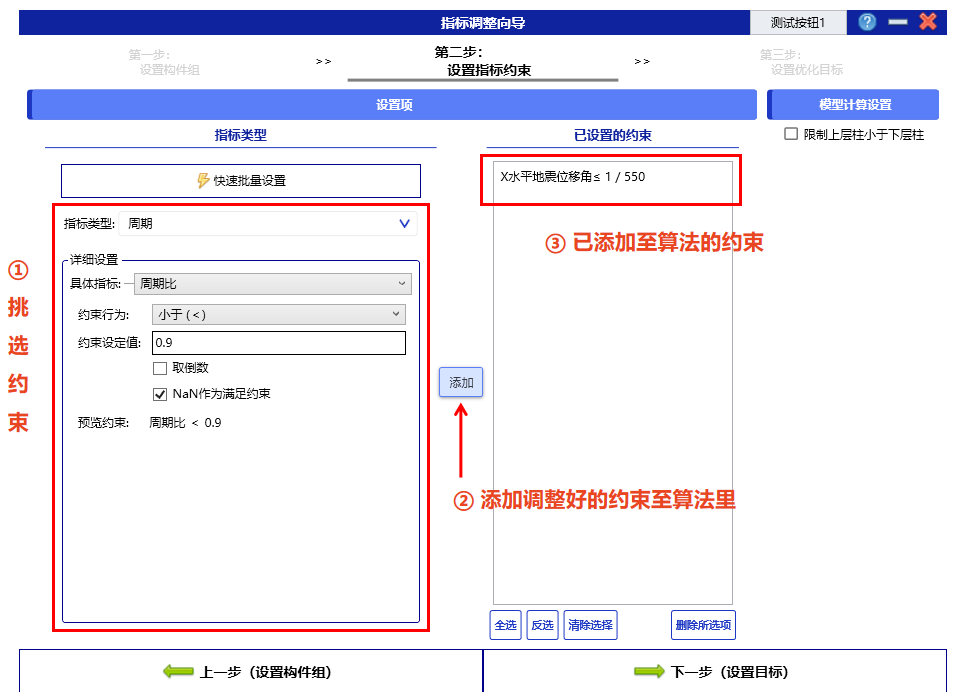 指标调整向导
测试按钮1
第一步:
设置构件组
>>
第二步:
设置指标约束
>>
第三步:
设置优化目标
设置项
模型计算设置
指标类型
已设置的约束
限制上层柱小于下层柱
快速批量设置
X水平地震位移角≤ 1 / 550
指标类型: 周期
③ 已添加至算法的约束
详细设置
具体指标: 周期比
约束行为: 小于 ( < )
约束设定值: 0.9
取倒数
NaN作为满足约束
预览约束: 周期比 < 0.9
①
挑
选
约
束
添加
② 添加调整好的约束至算法里
全选
反选
清除选择
删除所选项
上一步（设置构件组）
下一步（设置目标）